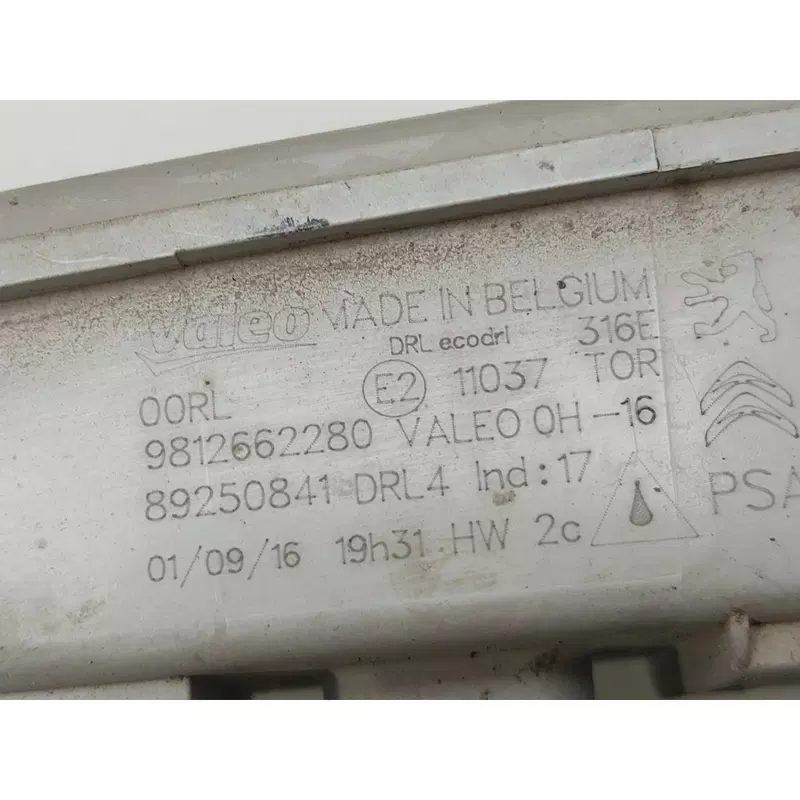 Valeo MADE IN BELGIUM
DRL ecodrl 316E
00RL E2 11037 TOR
9812662280 VALEO 0H-16
89250841 DRL4 Ind:17 PSA
01/09/16 19h31 HW 2c